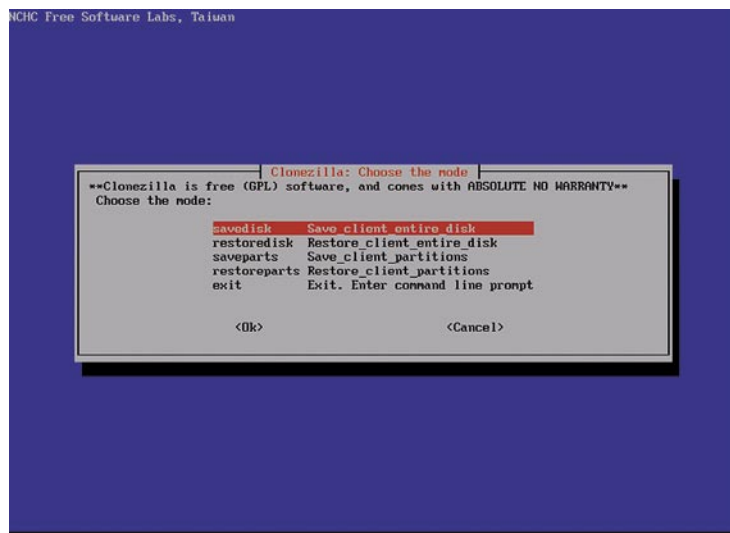 NCHC Free Software Labs, Taiwan
Clonezilla: Choose the mode
**Clonezilla is free (GPL) software, and comes with ABSOLUTE NO WARRANTY**
Choose the mode:
savedisk Save_client_entire_disk
restoredisk Restore_client_entire_disk
saveparts Save_client_partitions
restoreparts Restore_client_partitions
exit Exit. Enter command line prompt
<Ok> <Cancel>